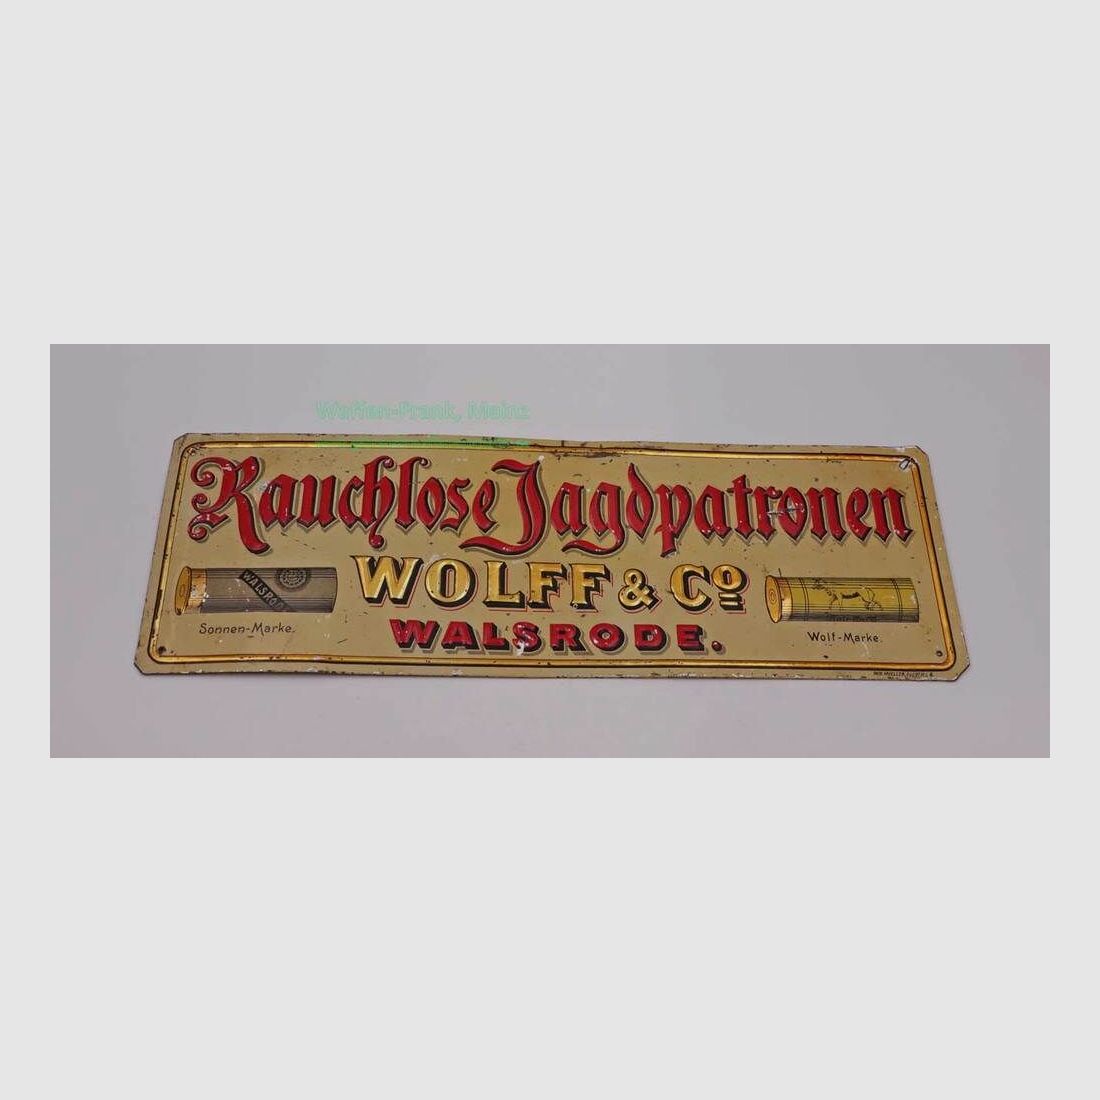 Waffen-Frank, Mainz
Rauchlose Jagdpatronen
WOLFF & Co
WALSRODE.
WALSRODE
Sonnen-Marke.
Wolf-Marke.